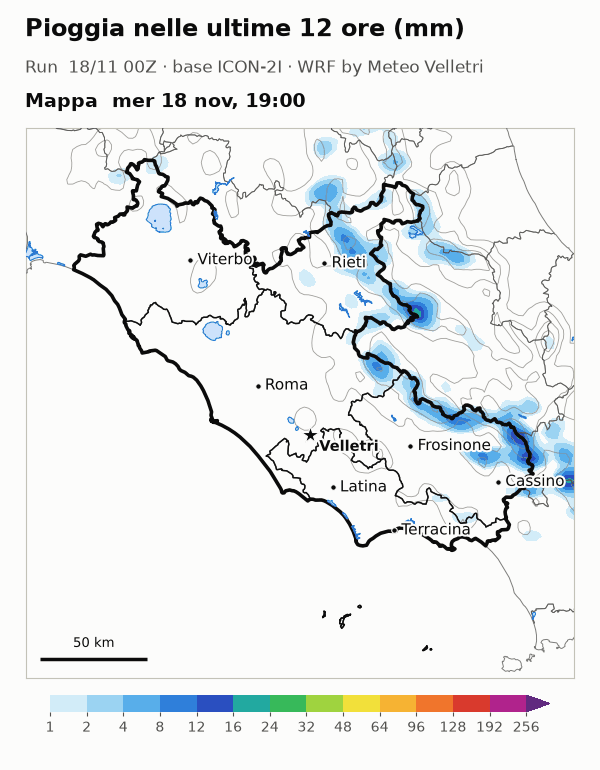 Pioggia nelle ultime 12 ore (mm)
Run  18/11 00Z · base ICON-2I · WRF by Meteo Velletri
Mappa  mer 18 nov, 19:00
Viterbo
Rieti
Roma
Velletri
Frosinone
Latina
Cassino
Terracina
50 km
1 2 4 8 12 16 24 32 48 64 96 128 192 256